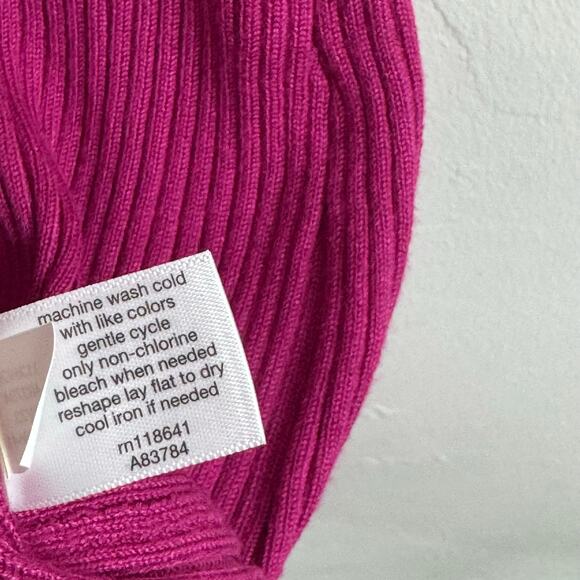 machine wash cold
with like colors
gentle cycle
only non-chlorine
bleach when needed
reshape lay flat to dry
cool iron if needed
rn118641
A83784